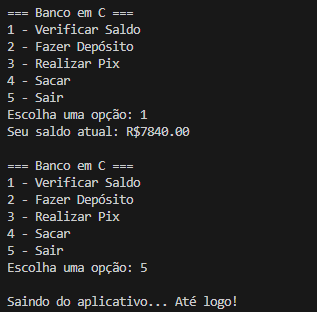 === Banco em C ===
1 - Verificar Saldo
2 - Fazer Depósito
3 - Realizar Pix
4 - Sacar
5 - Sair
Escolha uma opção: 1
Seu saldo atual: R$7840.00
=== Banco em C ===
1 - Verificar Saldo
2 - Fazer Depósito
3 - Realizar Pix
4 - Sacar
5 - Sair
Escolha uma opção: 5
Saindo do aplicativo... Até logo!